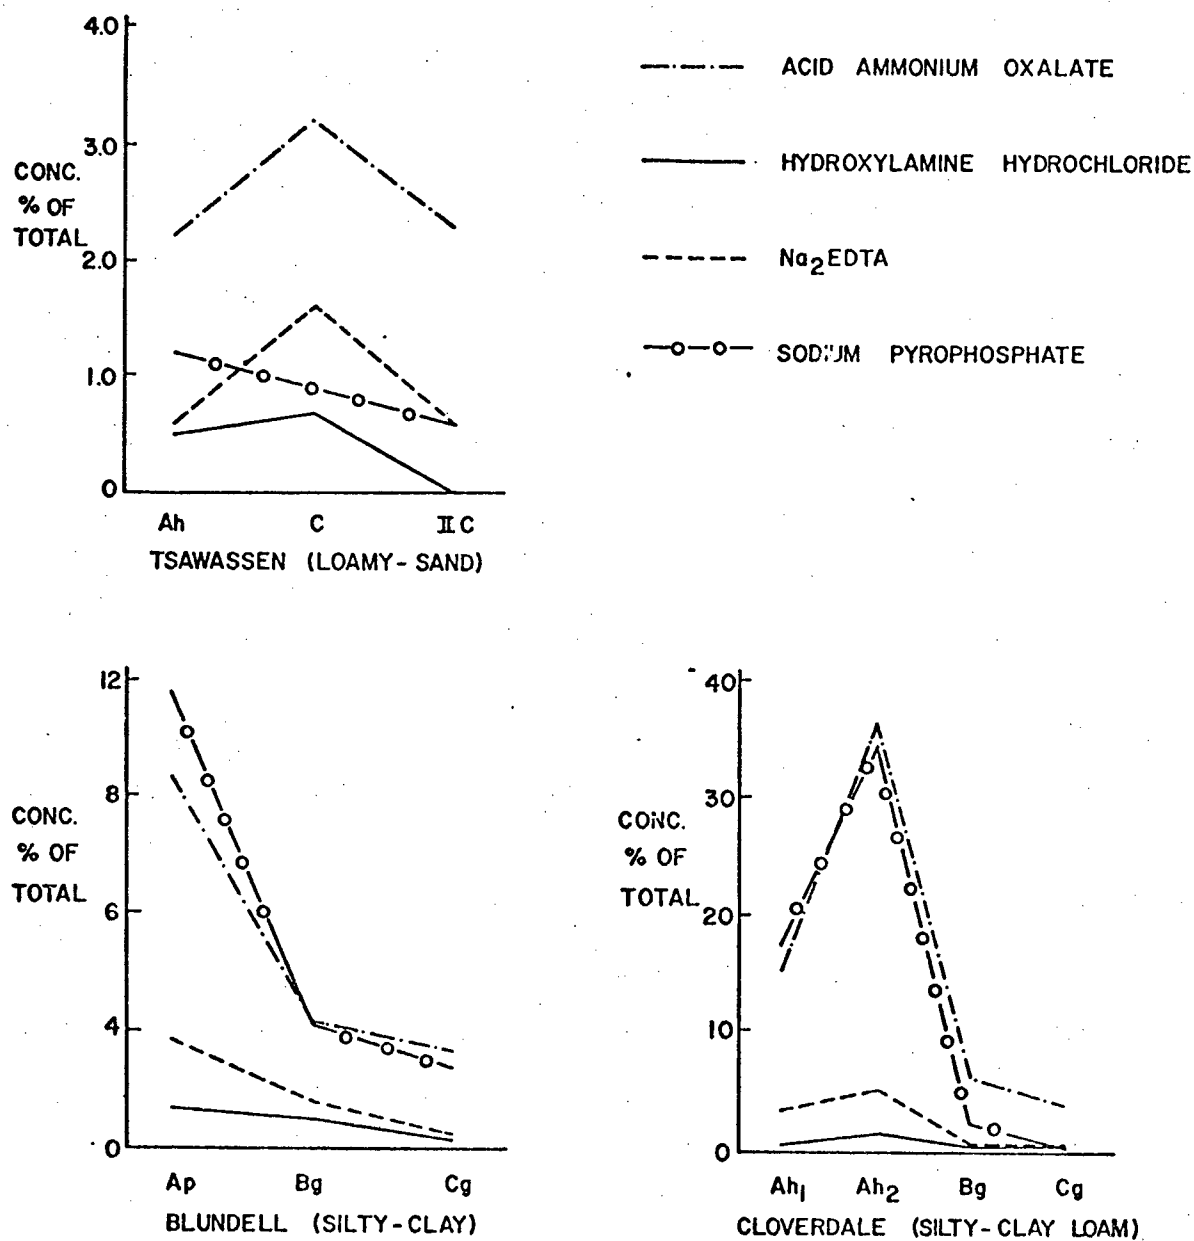 4.0
3.0
CONC.
% OF
TOTAL
2.0
1.0
0
Ah C II C
TSAWASSEN (LOAMY-SAND)
ACID AMMONIUM OXALATE
HYDROXYLAMINE HYDROCHLORIDE
Na2EDTA
SODIUM PYROPHOSPHATE
12
8
CONC.
% OF
TOTAL
6
4
0
Ap Bg Cg
BLUNDELL (SILTY-CLAY)
40
30
CONC.
% OF
TOTAL
20
10
0
Ah1 Ah2 Bg Cg
CLOVERDALE (SILTY-CLAY LOAM)